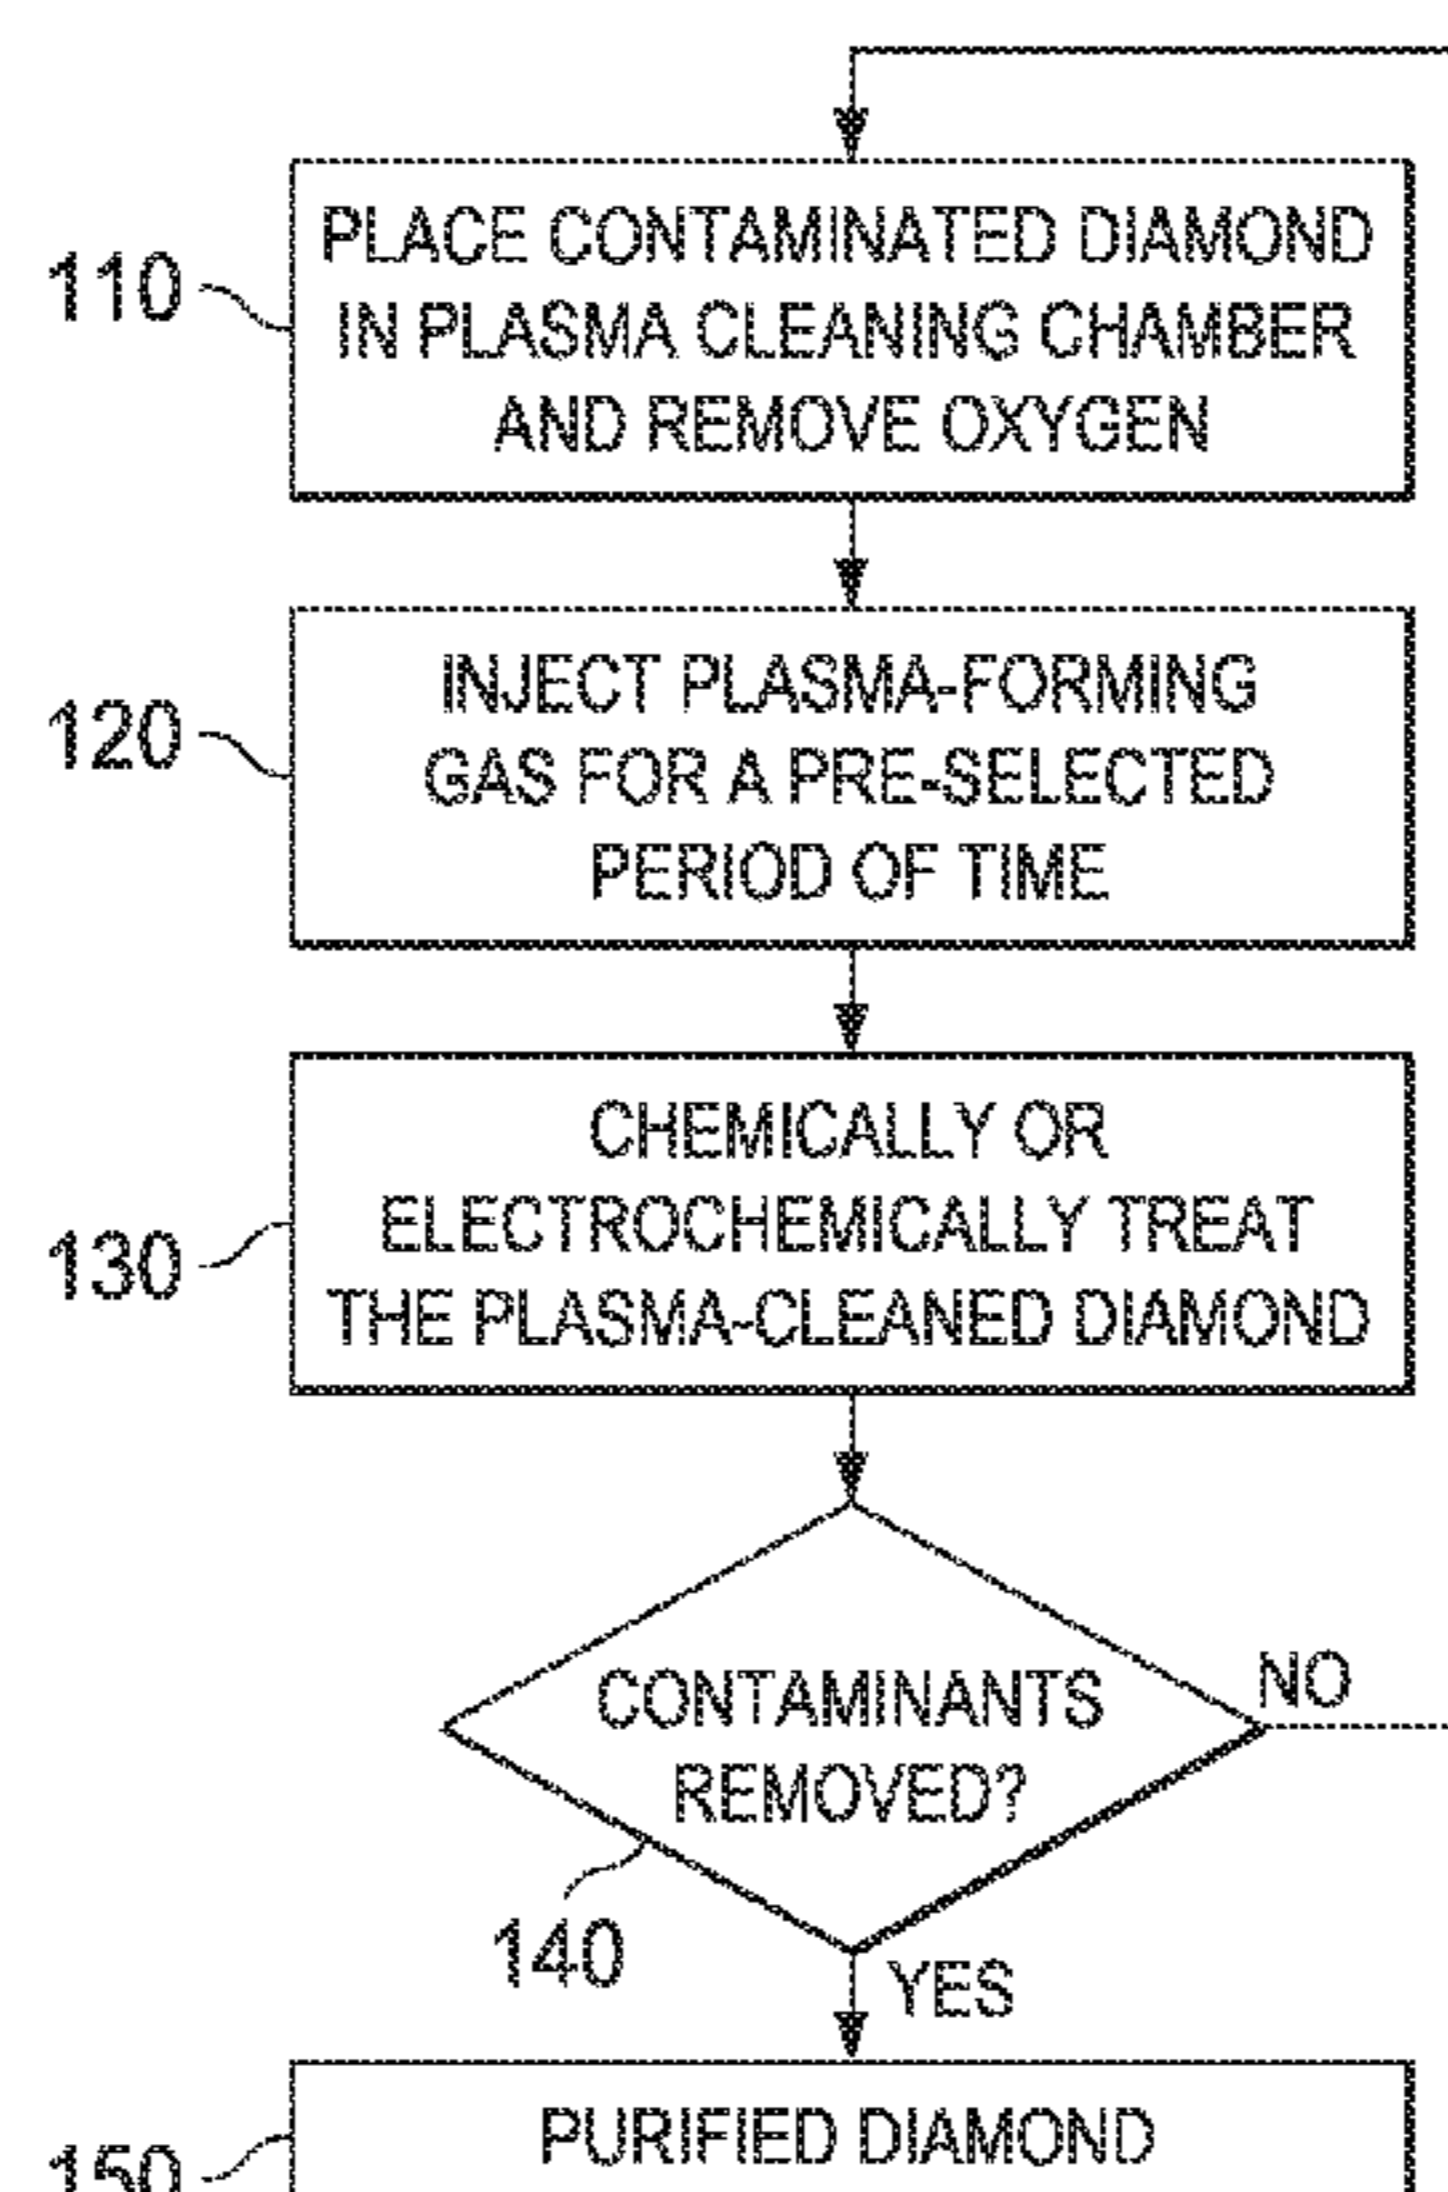 PLACE CONTAMINATED DIAMOND
IN PLASMA CLEANING CHAMBER
AND REMOVE OXYGEN
110
INJECT PLASMA-FORMING
GAS FOR A PRE-SELECTED
PERIOD OF TIME
120
CHEMICALLY OR
ELECTROCHEMICALLY TREAT
THE PLASMA-CLEANED DIAMOND
130
CONTAMINANTS
REMOVED?
NO
140
YES
PURIFIED DIAMOND
150